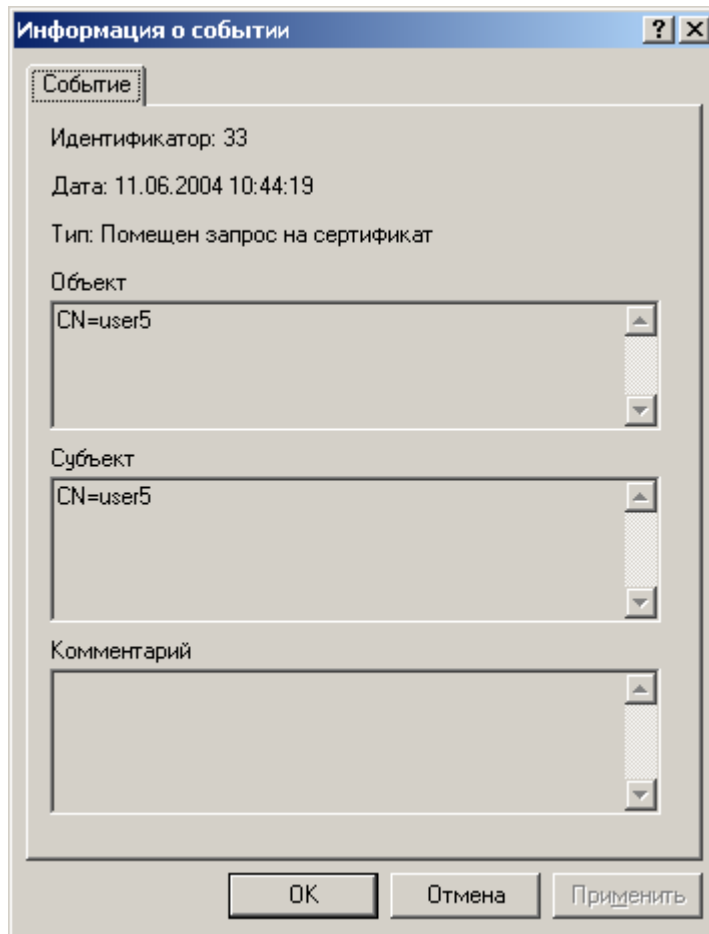 Информация о событии
Событие
Идентификатор: 33
Дата: 11.06.2004 10:44:19
Тип: Помещен запрос на сертификат
Объект
CN=user5
Субъект
CN=user5
Комментарий
OK Отмена Применить